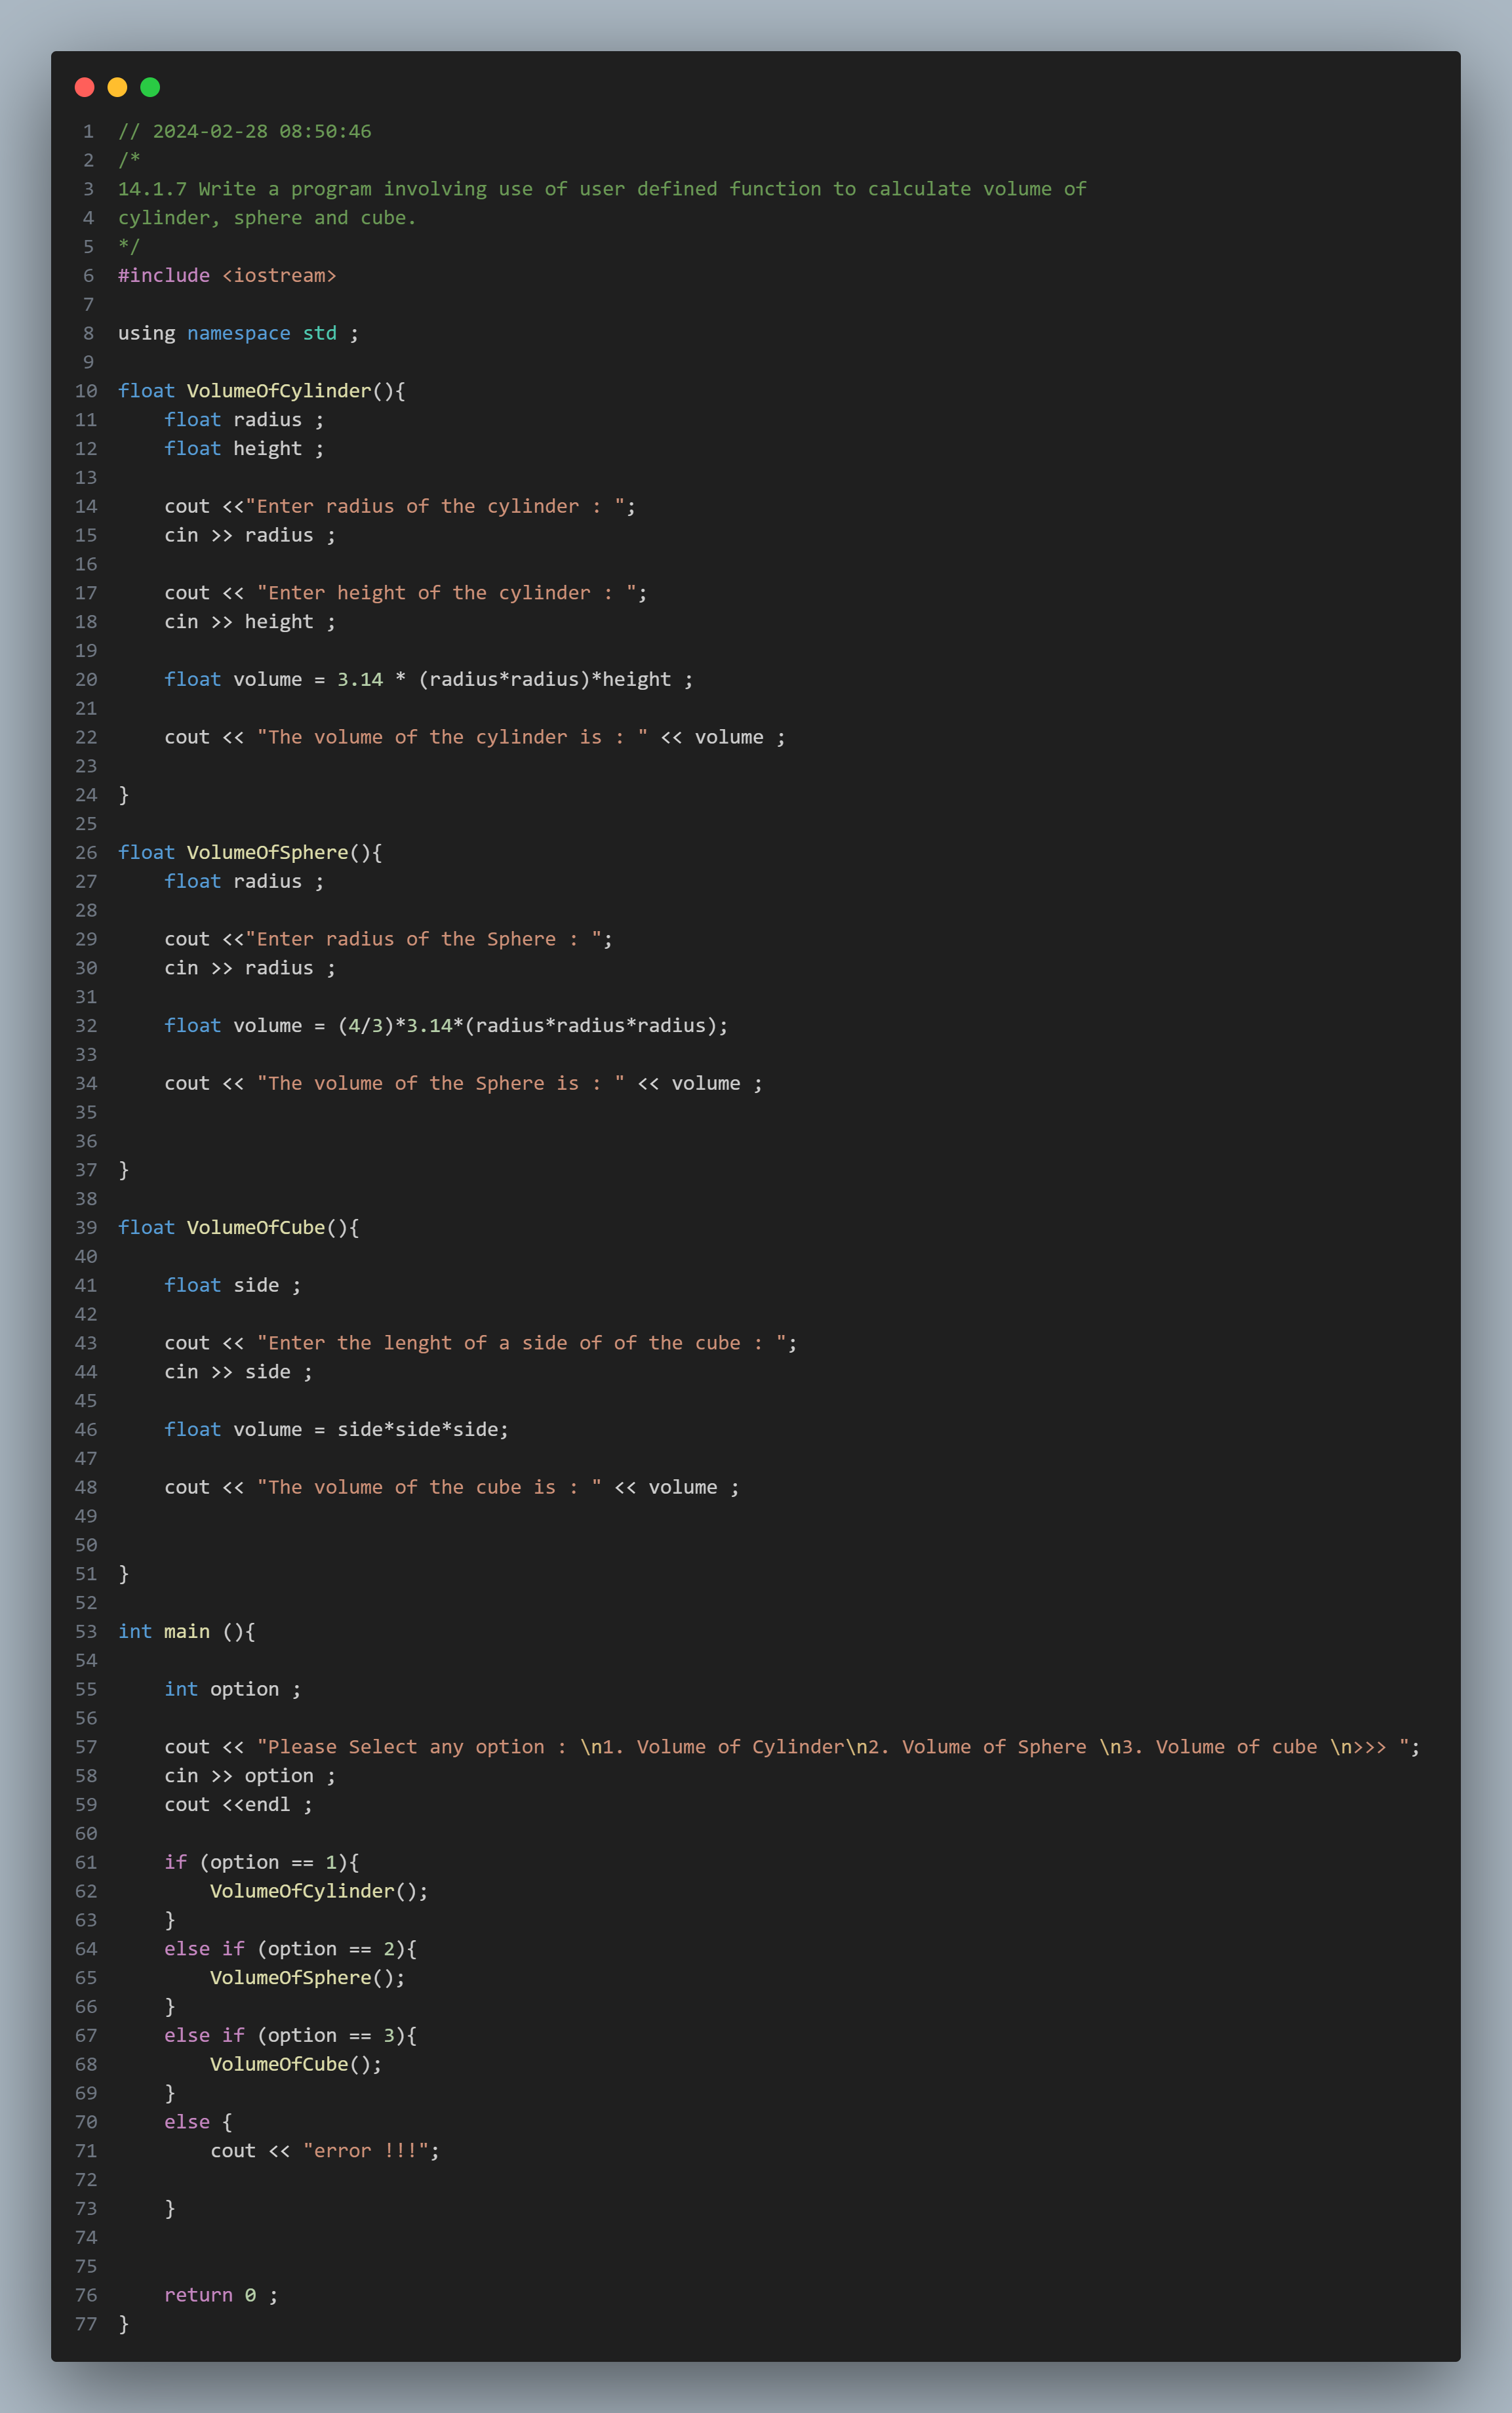 1 // 2024-02-28 08:50:46
2 /*
3 14.1.7 Write a program involving use of user defined function to calculate volume of
4 cylinder, sphere and cube.
5 */
6 #include <iostream>
7
8 using namespace std ;
9
10 float VolumeOfCylinder(){
11     float radius ;
12     float height ;
13
14     cout <<"Enter radius of the cylinder : ";
15     cin >> radius ;
16
17     cout << "Enter height of the cylinder : ";
18     cin >> height ;
19
20     float volume = 3.14 * (radius*radius)*height ;
21
22     cout << "The volume of the cylinder is : " << volume ;
23
24 }
25
26 float VolumeOfSphere(){
27     float radius ;
28
29     cout <<"Enter radius of the Sphere : ";
30     cin >> radius ;
31
32     float volume = (4/3)*3.14*(radius*radius*radius);
33
34     cout << "The volume of the Sphere is : " << volume ;
35
36
37 }
38
39 float VolumeOfCube(){
40
41     float side ;
42
43     cout << "Enter the lenght of a side of of the cube : ";
44     cin >> side ;
45
46     float volume = side*side*side;
47
48     cout << "The volume of the cube is : " << volume ;
49
50
51 }
52
53 int main (){
54
55     int option ;
56
57     cout << "Please Select any option : \n1. Volume of Cylinder\n2. Volume of Sphere \n3. Volume of cube \n>>> ";
58     cin >> option ;
59     cout <<endl ;
60
61     if (option == 1){
62         VolumeOfCylinder();
63     }
64     else if (option == 2){
65         VolumeOfSphere();
66     }
67     else if (option == 3){
68         VolumeOfCube();
69     }
70     else {
71         cout << "error !!!";
72
73     }
74
75
76     return 0 ;
77 }